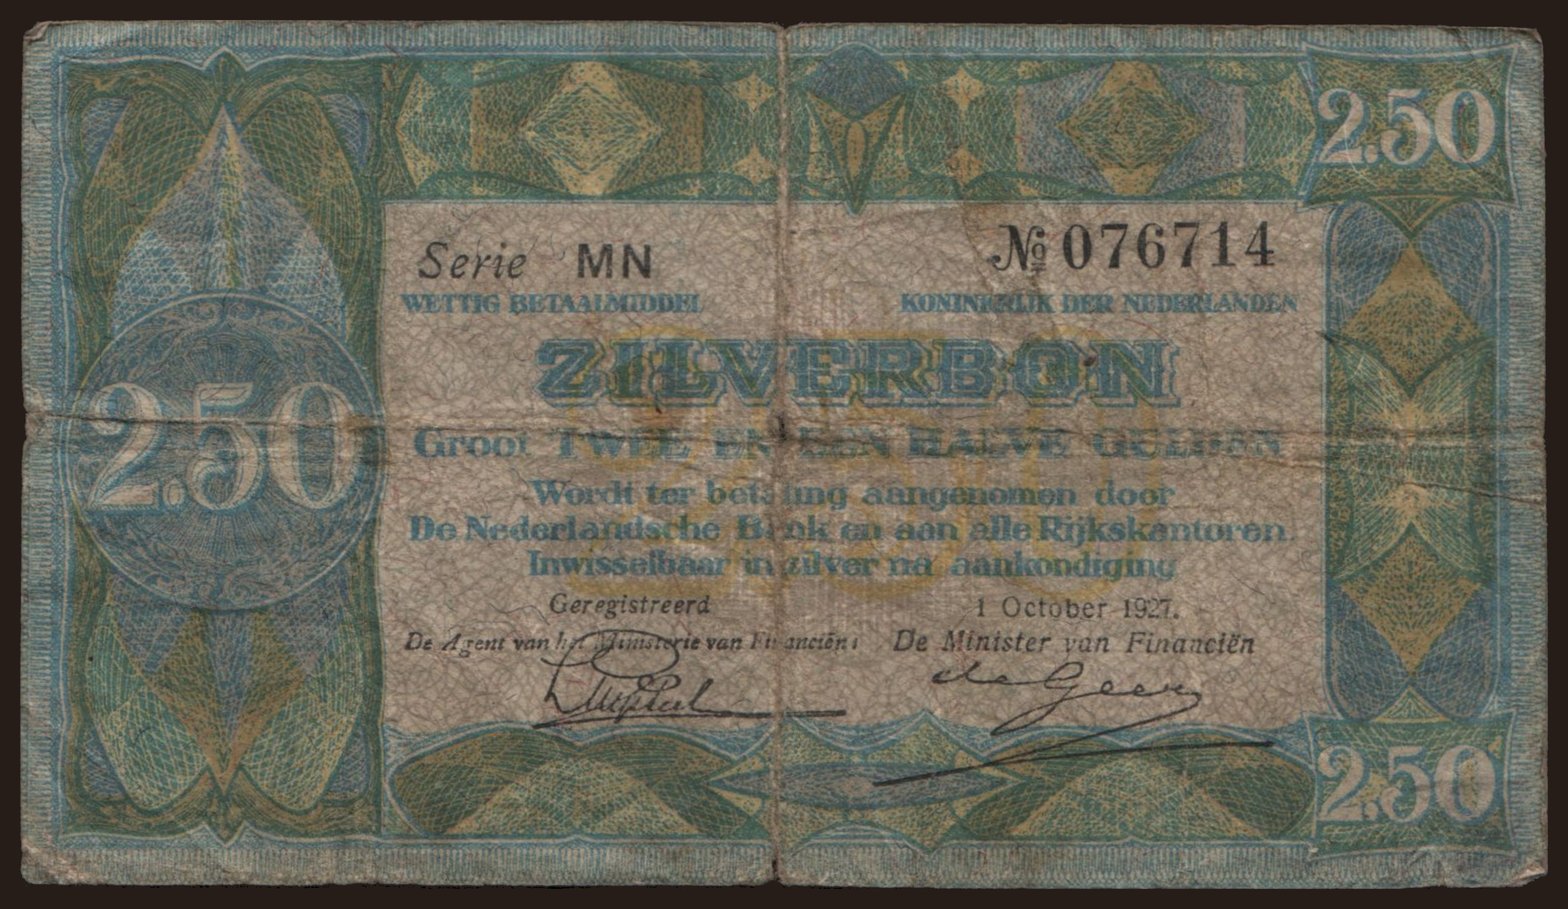 2.50
Serie MN
№ 076714
WETTIG BETAALMIDDEL
KONINKRIJK DER NEDERLANDEN
ZILVERBON
2.50
Groot TWEE EN EEN HALVE GULDEN
Wordt ter betaling aangenomen door
De Nederlandsche Bank en aan alle Rijkskantoren
Inwisselbaar in zilver na aankondiging
Geregistreerd
1 October 1927.
De Agent van het Ministerie van Financiën:
De Minister van Financiën
de Geer
2.50